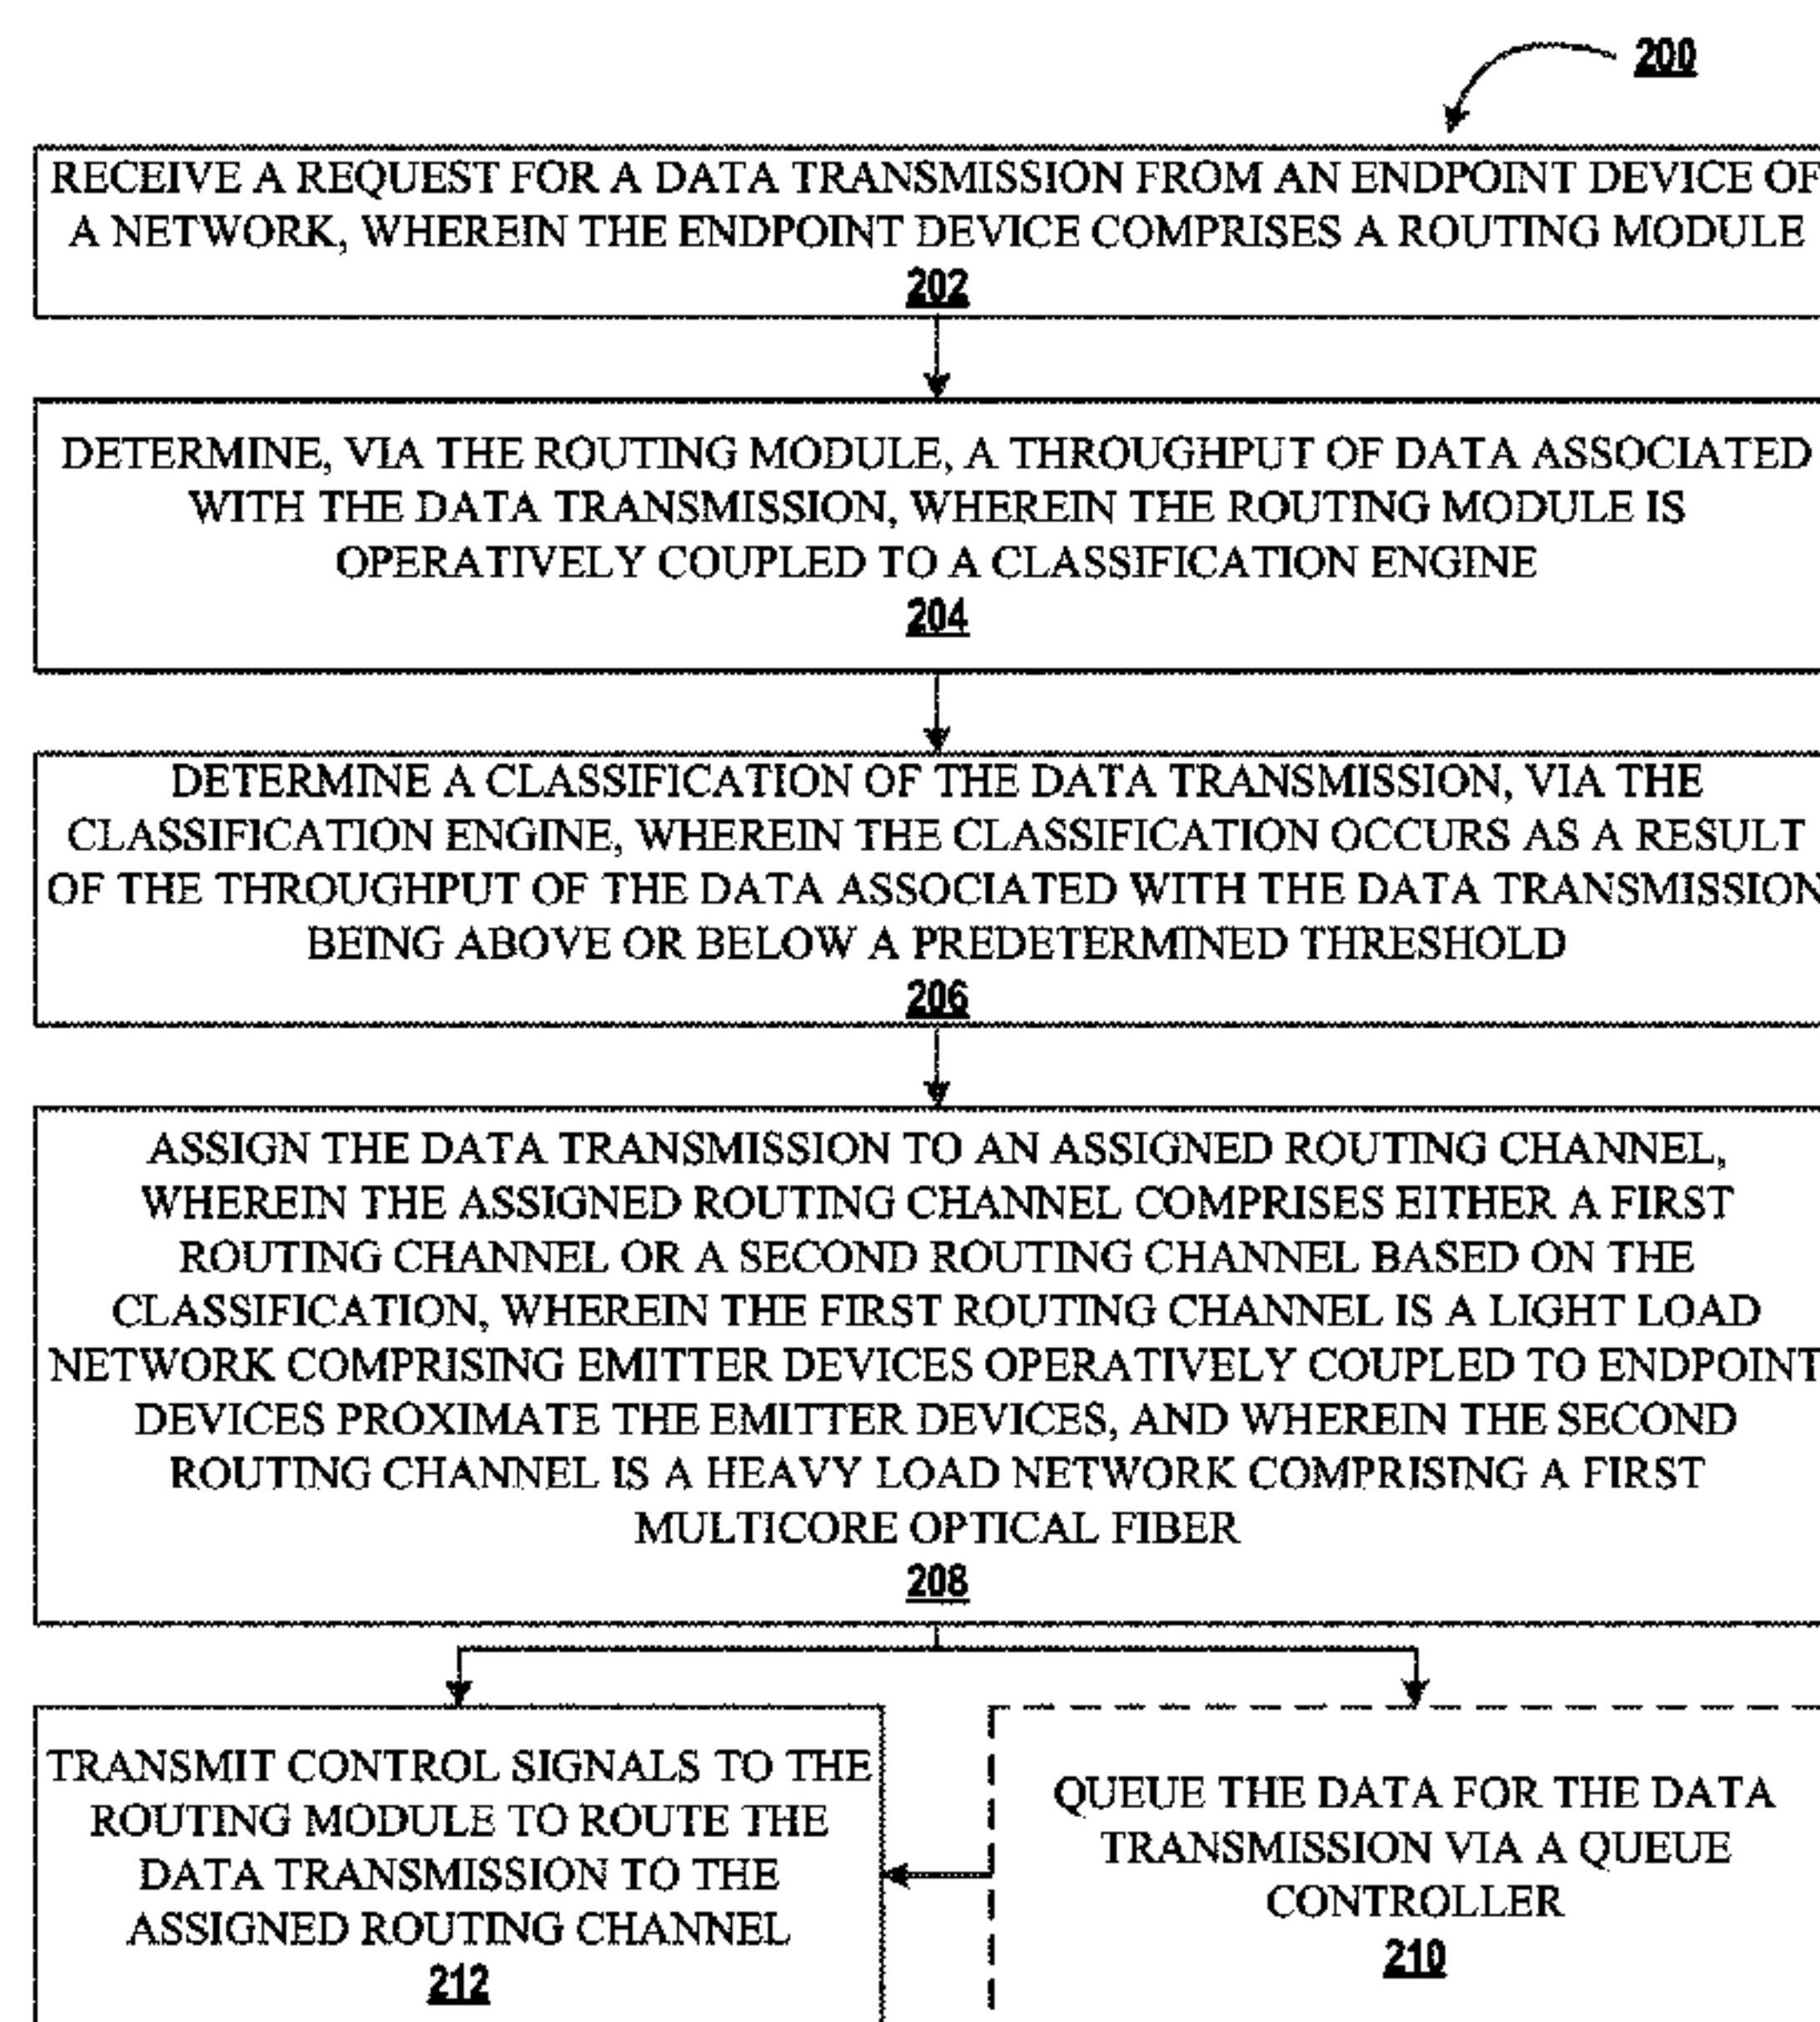 200
RECEIVE A REQUEST FOR A DATA TRANSMISSION FROM AN ENDPOINT DEVICE OF
A NETWORK, WHEREIN THE ENDPOINT DEVICE COMPRISES A ROUTING MODULE
202
DETERMINE, VIA THE ROUTING MODULE, A THROUGHPUT OF DATA ASSOCIATED
WITH THE DATA TRANSMISSION, WHEREIN THE ROUTING MODULE IS
OPERATIVELY COUPLED TO A CLASSIFICATION ENGINE
204
DETERMINE A CLASSIFICATION OF THE DATA TRANSMISSION, VIA THE
CLASSIFICATION ENGINE, WHEREIN THE CLASSIFICATION OCCURS AS A RESULT
OF THE THROUGHPUT OF THE DATA ASSOCIATED WITH THE DATA TRANSMISSION
BEING ABOVE OR BELOW A PREDETERMINED THRESHOLD
206
ASSIGN THE DATA TRANSMISSION TO AN ASSIGNED ROUTING CHANNEL,
WHEREIN THE ASSIGNED ROUTING CHANNEL COMPRISES EITHER A FIRST
ROUTING CHANNEL OR A SECOND ROUTING CHANNEL BASED ON THE
CLASSIFICATION, WHEREIN THE FIRST ROUTING CHANNEL IS A LIGHT LOAD
NETWORK COMPRISING EMITTER DEVICES OPERATIVELY COUPLED TO ENDPOINT
DEVICES PROXIMATE THE EMITTER DEVICES, AND WHEREIN THE SECOND
ROUTING CHANNEL IS A HEAVY LOAD NETWORK COMPRISING A FIRST
MULTICORE OPTICAL FIBER
208
TRANSMIT CONTROL SIGNALS TO THE
ROUTING MODULE TO ROUTE THE
DATA TRANSMISSION TO THE
ASSIGNED ROUTING CHANNEL
212
QUEUE THE DATA FOR THE DATA
TRANSMISSION VIA A QUEUE
CONTROLLER
210